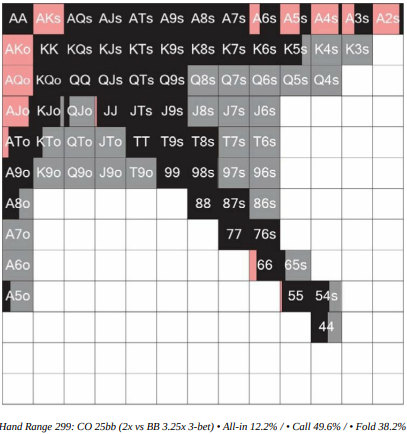 AA AKs AQs AJs ATs A9s A8s A7s A6s A5s A4s A3s A2s
AKo KK KQs KJs KTs K9s K8s K7s K6s K5s K4s K3s
AQo KQo QQ QJs QTs Q9s Q8s Q7s Q6s Q5s Q4s
AJo KJo QJo JJ JTs J9s J8s J7s J6s
ATo KTo QTo JTo TT T9s T8s T7s T6s
A9o K9o Q9o J9o T9o 99 98s 97s 96s
A8o 88 87s 86s
A7o 77 76s
A6o 66 65s
A5o 55 54s
44
Hand Range 299: CO 25bb (2x vs BB 3.25x 3-bet) • All-in 12.2% / • Call 49.6% / • Fold 38.2%